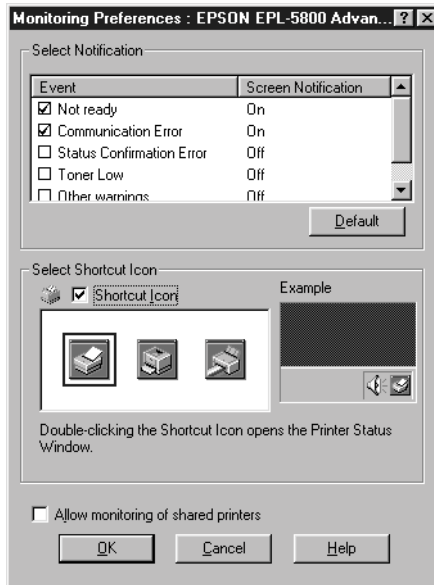 Monitoring Preferences : EPSON EPL-5800 Advan...
Select Notification
Event Screen Notification
Not ready On
Communication Error On
Status Confirmation Error Off
Toner Low Off
Other warnings Off
Default
Select Shortcut Icon
Shortcut Icon
Example
Double-clicking the Shortcut Icon opens the Printer Status
Window.
Allow monitoring of shared printers
OK Cancel Help